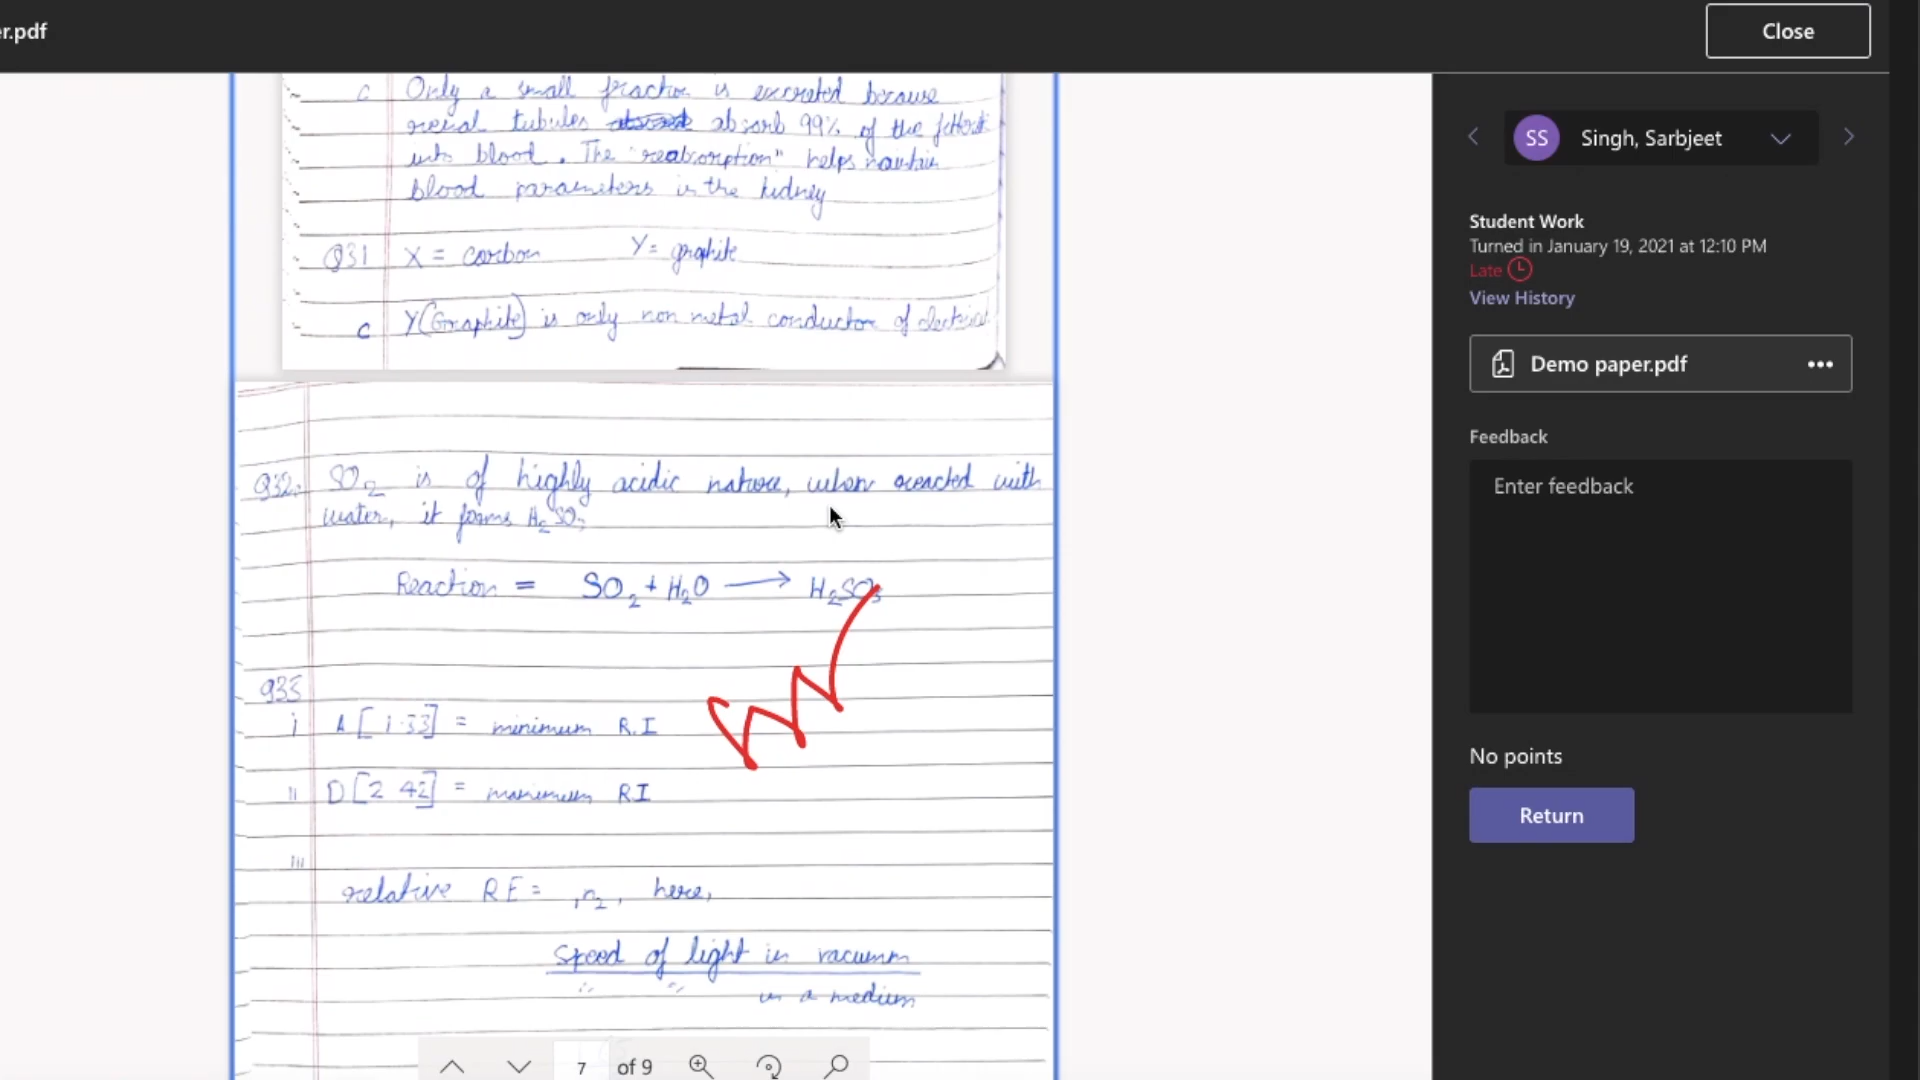 r.pdf
Close
c Only a small fraction is excreted because
renal tubules absorb 99% of the
into blood. The "reabsorption" helps maintain
blood parameters in the kidney
Q31 X = carbon Y = graphite
c Y(Graphite) is only non metal conductor of electrical
Q32. SO2 is of highly acidic nature, when reacted with
water, it forms H2SO3
Reaction = SO2 + H2O → H2SO3
Q33
i A [1.33] = minimum R.I
ii D [2 42] = maximum RI
iii
relative RE = 1n2, here,
speed of light in vacuum
" " in a medium
7 of 9
SS Singh, Sarbjeet
Student Work
Turned in January 19, 2021 at 12:10 PM
Late
View History
Demo paper.pdf
Feedback
Enter feedback
No points
Return